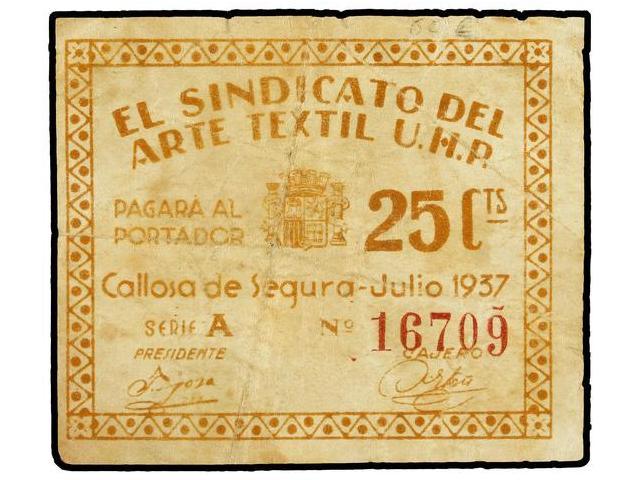 EL SINDICATO DEL
ARTE TEXTIL U.H.P.
PAGARÁ AL
PORTADOR
25 CTS
Callosa de Segura-Julio 1937
SERIE A Nº 16709
PRESIDENTE CAJERO